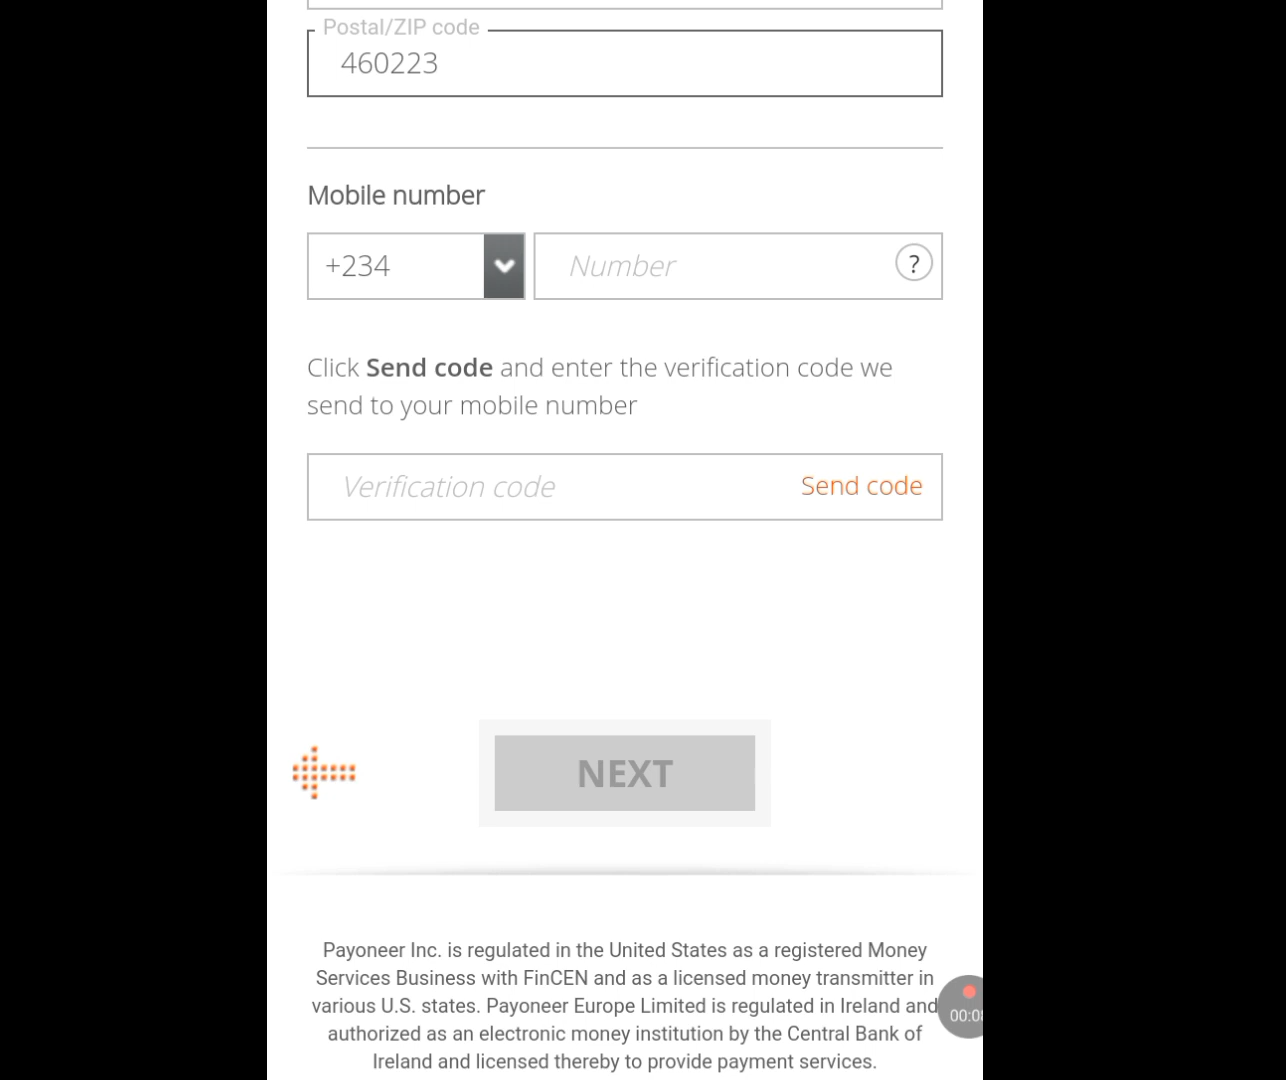 Postal/ZIP code
460223
Mobile number
+234
Number
?
Click Send code and enter the verification code we
send to your mobile number
Verification code
Send code
NEXT
Payoneer Inc. is regulated in the United States as a registered Money
Services Business with FinCEN and as a licensed money transmitter in
various U.S. states. Payoneer Europe Limited is regulated in Ireland and
authorized as an electronic money institution by the Central Bank of
Ireland and licensed thereby to provide payment services.